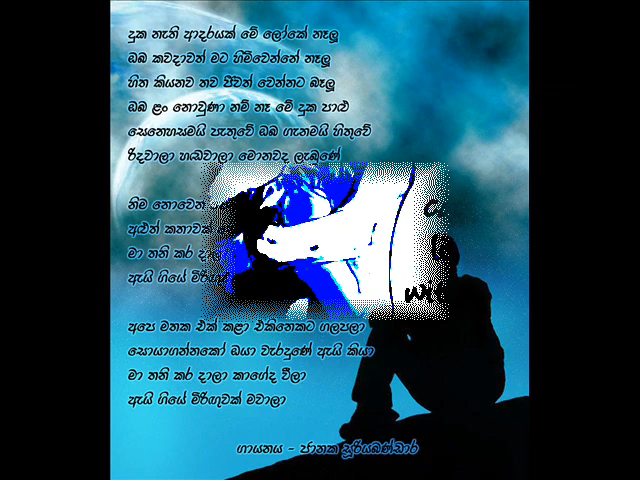 දුක නැති ආදරයක් මේ ලෝකේ නෑලූ
ඔබ කවදාවත් මට හිමිවෙන්නේ නෑලූ
හිත කියනව තව ජීවත් වෙන්නට බෑලූ
ඔබ ළං නොවුණා නම් නෑ මේ දුක පාළු
සෙනෙහසමයි පැතුවේ ඔබ ගැනමයි හිතුවේ
රිදවාලා හඬවාලා මොනවද ලැබුණේ
නිම නොවෙන
අළුත් කතාවක්
මා තනි කර දාලා
ඇයි ගියේ මිරිඟු
අපෙ මතක එක් කළා එකිනෙකට ගලපලා
සොයාගන්නකෝ ඔයා වැරදුණේ ඇයි කියා
මා තනි කර දාලා කාගේද වීලා
ඇයි ගියේ මිරිඟුවක් මවාලා
ගායනය - ජානක සූරියබණ්ඩාර